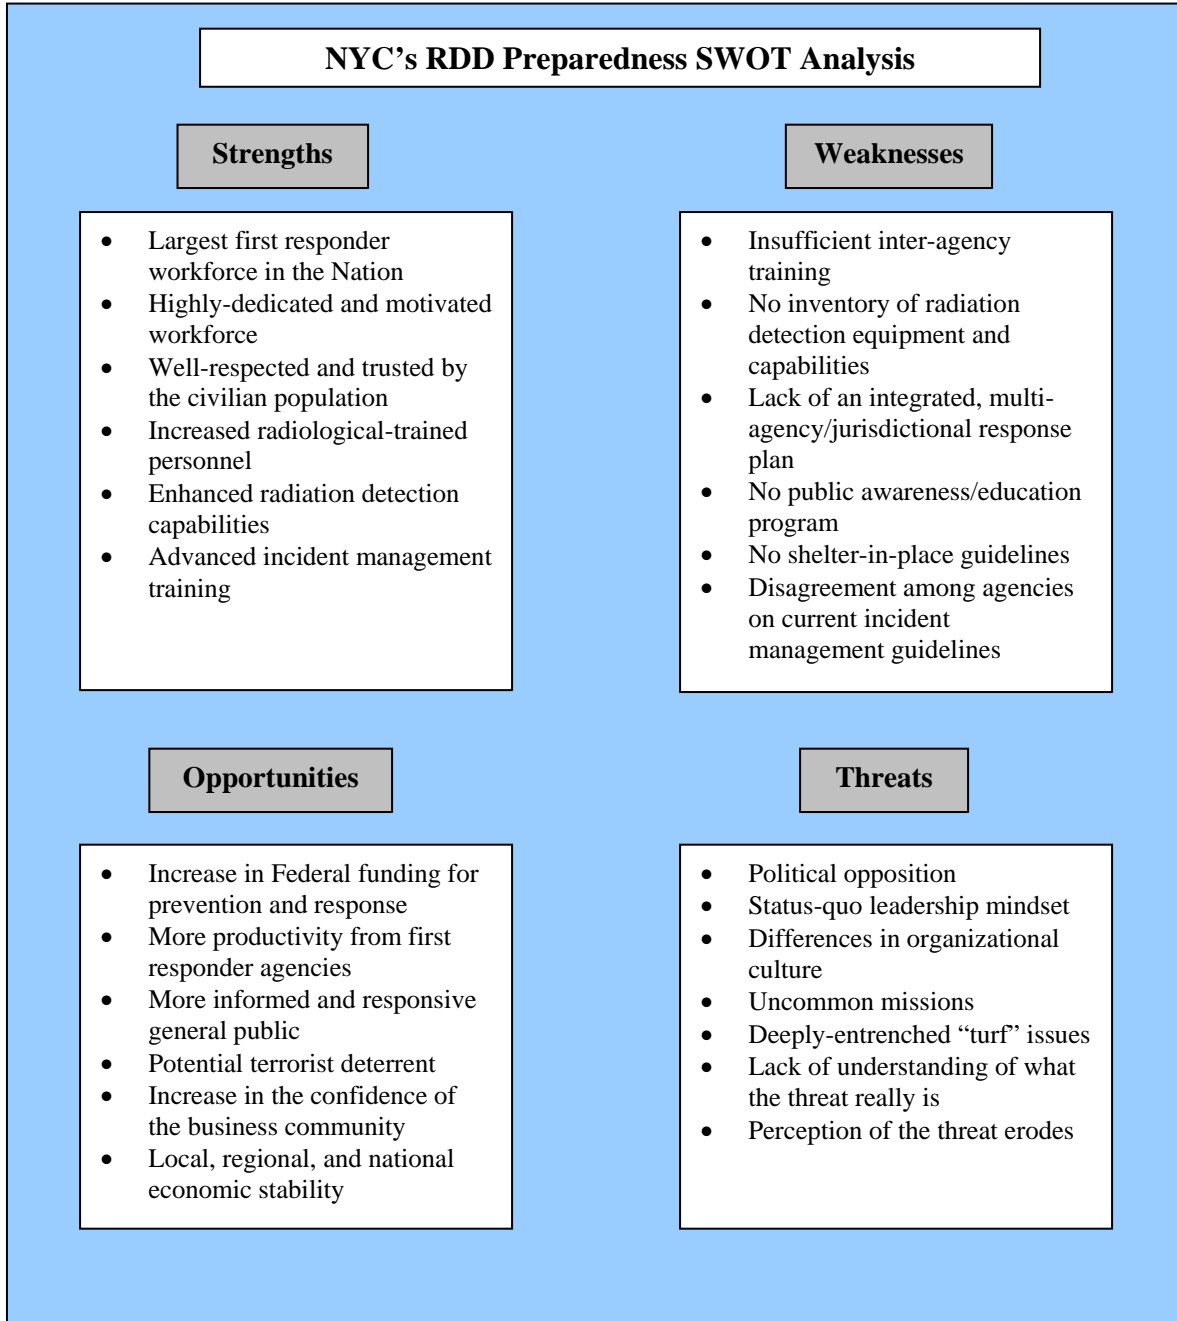 NYC’s RDD Preparedness SWOT Analysis
Strengths
• Largest first responder
workforce in the Nation
• Highly-dedicated and motivated
workforce
• Well-respected and trusted by
the civilian population
• Increased radiological-trained
personnel
• Enhanced radiation detection
capabilities
• Advanced incident management
training
Weaknesses
• Insufficient inter-agency
training
• No inventory of radiation
detection equipment and
capabilities
• Lack of an integrated, multi-
agency/jurisdictional response
plan
• No public awareness/education
program
• No shelter-in-place guidelines
• Disagreement among agencies
on current incident
management guidelines
Opportunities
• Increase in Federal funding for
prevention and response
• More productivity from first
responder agencies
• More informed and responsive
general public
• Potential terrorist deterrent
• Increase in the confidence of
the business community
• Local, regional, and national
economic stability
Threats
• Political opposition
• Status-quo leadership mindset
• Differences in organizational
culture
• Uncommon missions
• Deeply-entrenched “turf” issues
• Lack of understanding of what
the threat really is
• Perception of the threat erodes